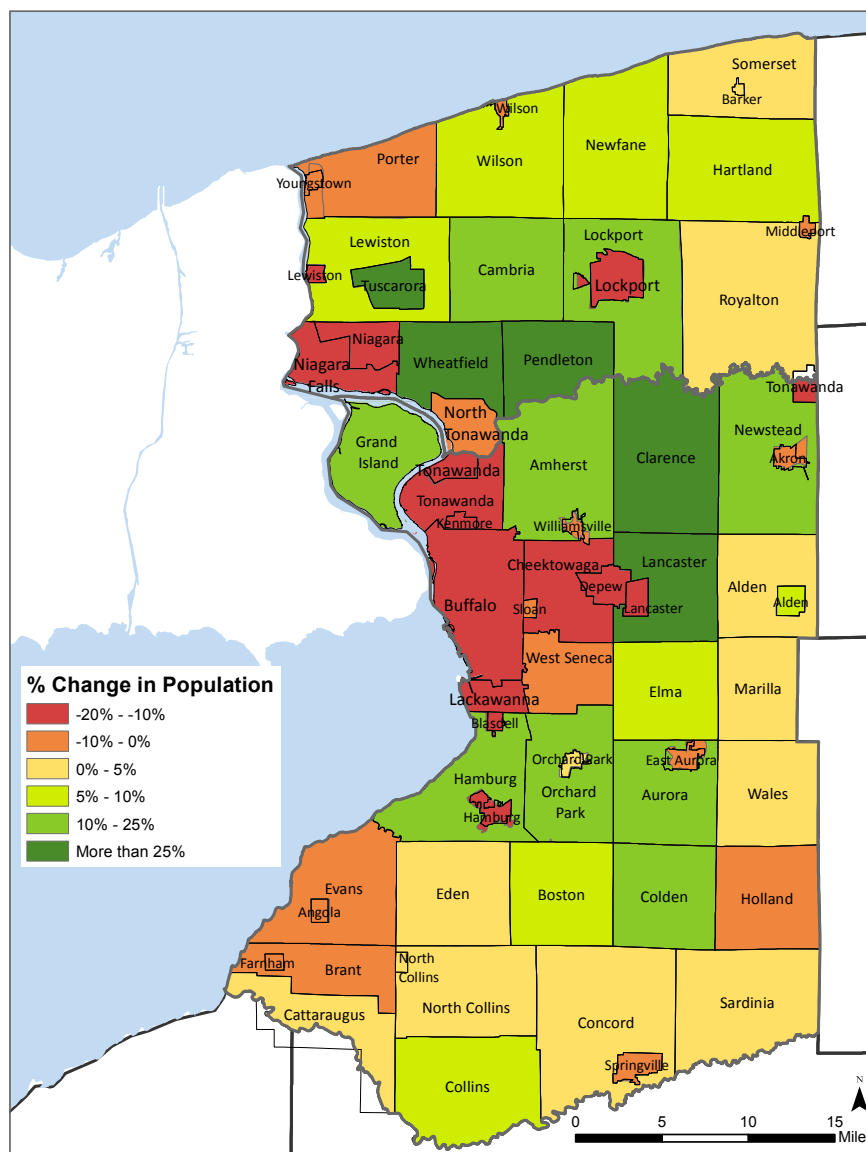 Somerset
Barker
Wilson
Newfane
Porter
Wilson
Hartland
Youngstown
Middleport
Lewiston
Lockport
Cambria
Lewiston
Tuscarora
Lockport
Royalton
Niagara
Wheatfield
Pendleton
Niagara
Falls
Tonawanda
North
Tonawanda
Newstead
Grand
Island
Amherst
Clarence
Akron
Tonawanda
Tonawanda
Kenmore
Williamsville
Cheektowaga
Lancaster
Depew
Alden
Alden
Buffalo
Sloan
Lancaster
West Seneca
% Change in Population
-20% - -10%
-10% - 0%
0% - 5%
5% - 10%
10% - 25%
More than 25%
Elma
Marilla
Lackawanna
Blasdell
Orchard Park
East Aurora
Hamburg
Orchard
Park
Aurora
Wales
Hamburg
Evans
Eden
Boston
Colden
Holland
Angola
Farnham
Brant
North
Collins
Cattaraugus
North Collins
Concord
Sardinia
Springville
Collins
N
0 5 10 15
Mile